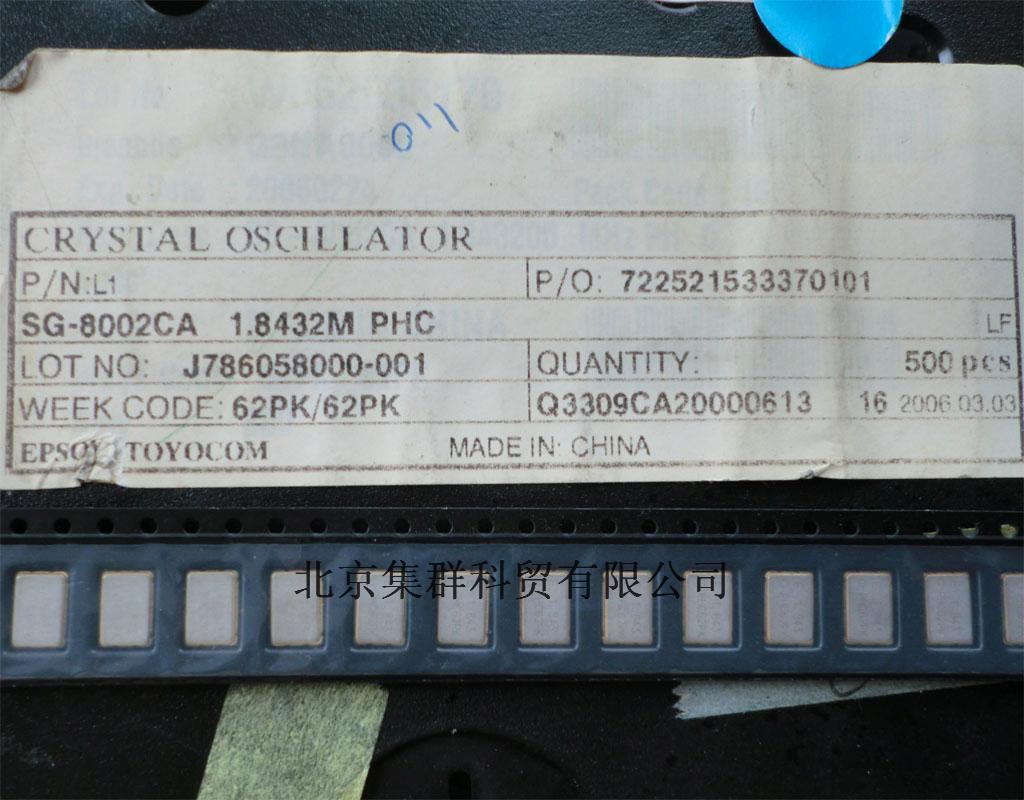 011
CRYSTAL OSCILLATOR
P/N:L1 P/O: 722521533370101
SG-8002CA 1.8432M PHC LF
LOT NO: J786058000-001 QUANTITY: 500 pcs
WEEK CODE: 62PK/62PK Q3309CA20000613 16 2006.03.03
EPSON TOYOCOM MADE IN: CHINA
北京集群科贸有限公司